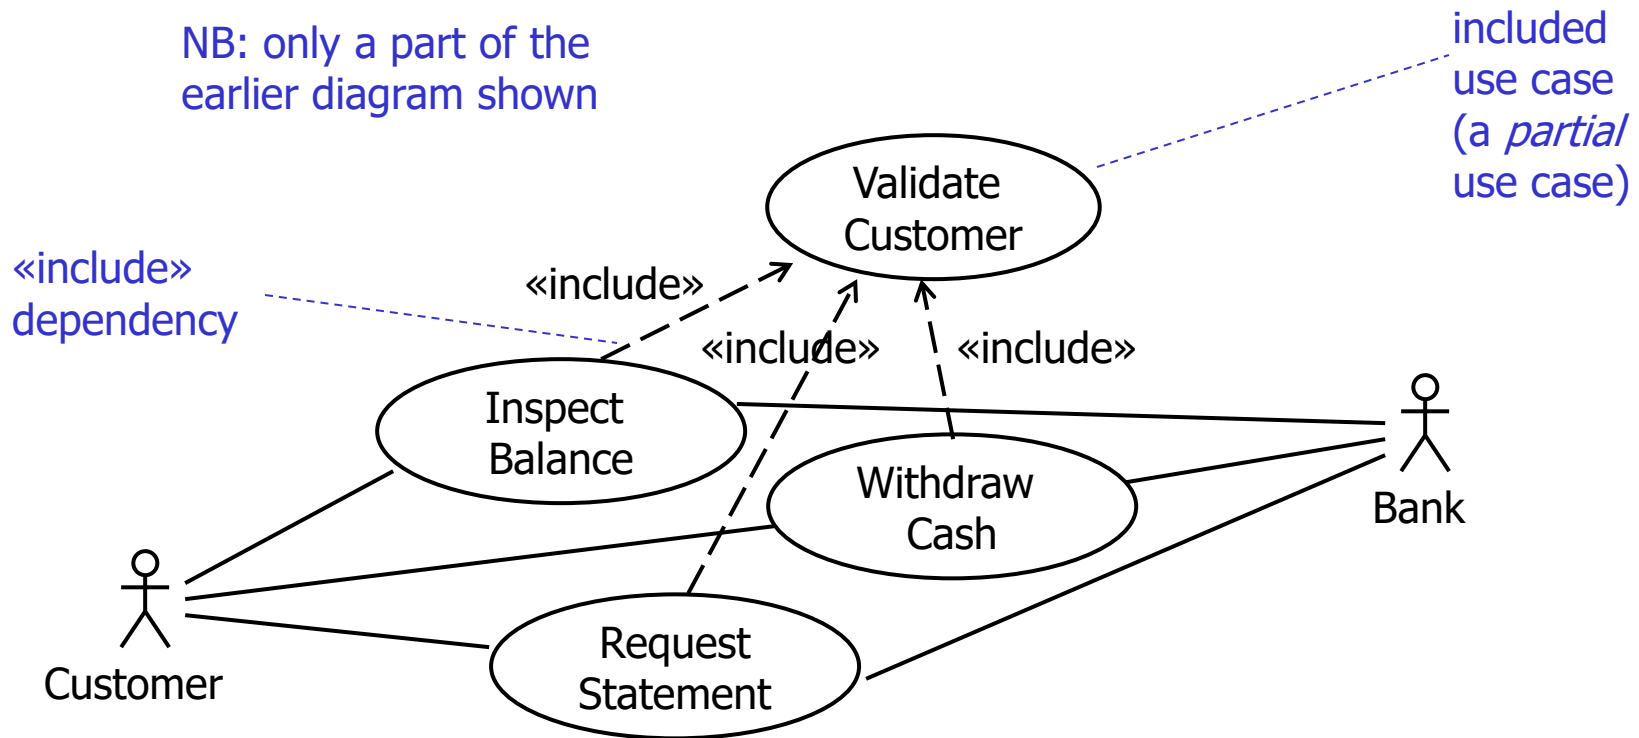 NB: only a part of the
earlier diagram shown
included
use case
(a partial
use case)
Validate
Customer
«include»
dependency
«include»
«include»
«include»
Inspect
Balance
Withdraw
Cash
Bank
Request
Statement
Customer